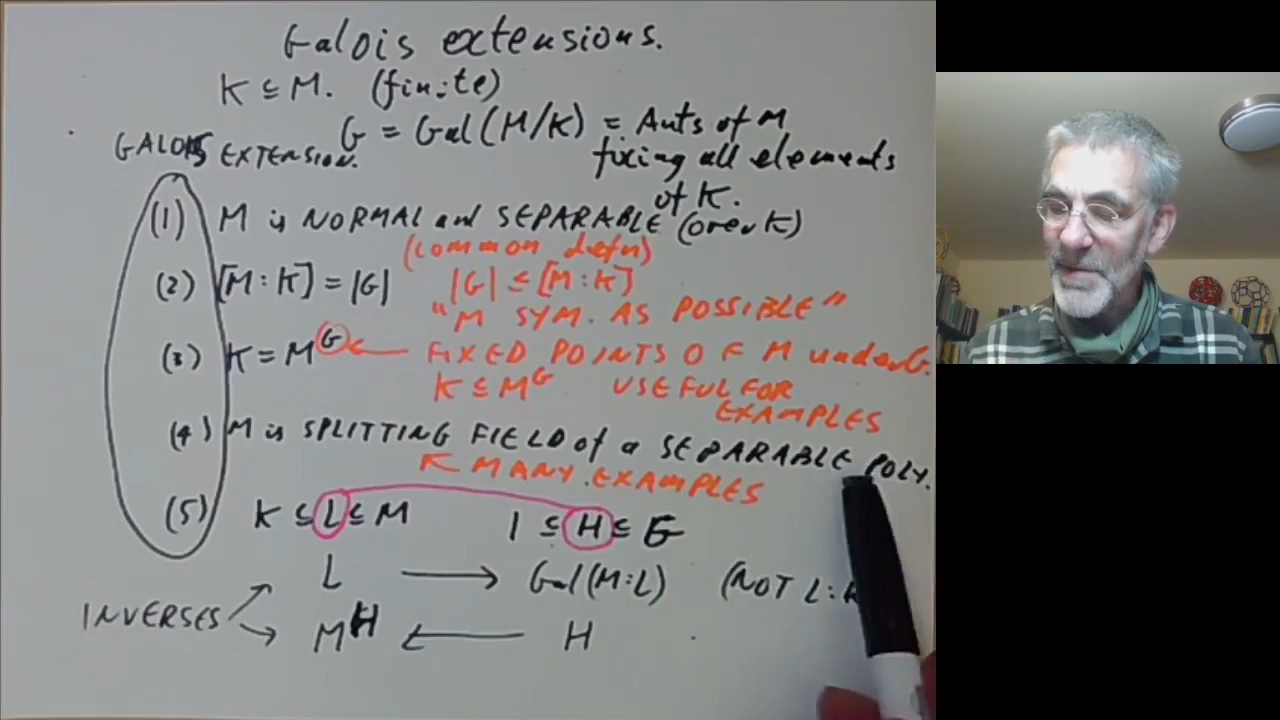 Galois extensions.
K ⊆ M. (finite)
G = Gal(M/K) = Auts of M
fixing all elements
of K.
GALOIS EXTENSION.
(1) M is NORMAL and SEPARABLE (over K)
(common defn)
(2) [M:K] = |G| |G| ≤ [M:K]
"M SYM. AS POSSIBLE"
(3) K = M^G ← FIXED POINTS OF M under G.
K ⊆ M^G USEFUL FOR
EXAMPLES
(4) M is SPLITTING FIELD of a SEPARABLE POLY.
↖ MANY EXAMPLES
(5) K ⊆ L ⊆ M 1 ⊆ H ⊆ G
L → Gal(M:L) (NOT L:K
INVERSES
M^H ← H